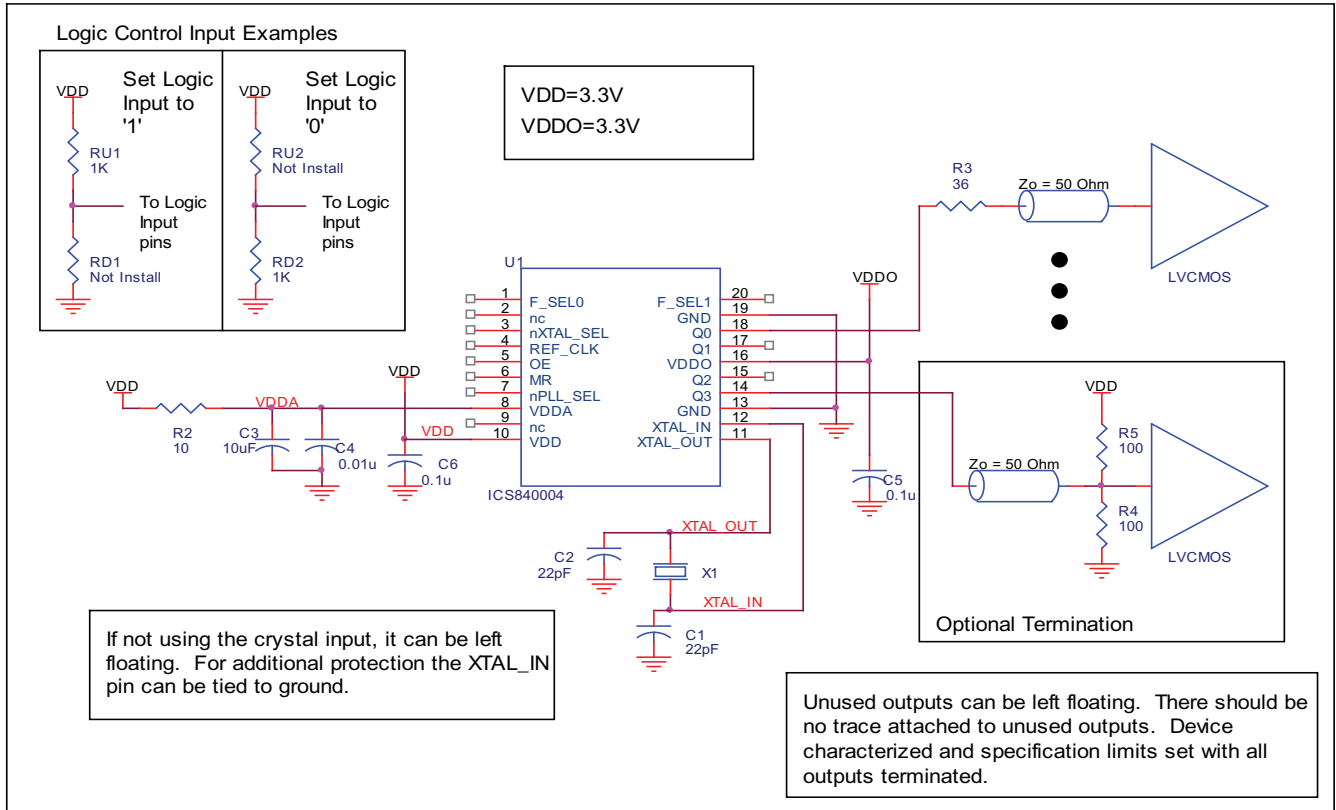 Logic Control Input Examples
Set Logic
Input to
'1'
VDD
RU1
1K
To Logic
Input
pins
RD1
Not Install
Set Logic
Input to
'0'
VDD
RU2
Not Install
To Logic
Input
pins
RD2
1K
VDD=3.3V
VDDO=3.3V
R3
36
Zo = 50 Ohm
LVCMOS
U1
1
F_SEL0
2
nc
3
nXTAL_SEL
4
REF_CLK
5
OE
6
MR
7
nPLL_SEL
8
VDDA
9
nc
10
VDD
20
F_SEL1
19
GND
18
Q0
17
Q1
16
VDDO
15
Q2
14
Q3
13
GND
12
XTAL_IN
11
XTAL_OUT
ICS840004
VDD
R2
10
VDDA
C3
10uF
C4
0.01u
VDD
VDD
C6
0.1u
VDDO
C5
0.1u
XTAL_OUT
C2
22pF
X1
XTAL_IN
C1
22pF
VDD
R5
100
Zo = 50 Ohm
R4
100
LVCMOS
Optional Termination
If not using the crystal input, it can be left
floating. For additional protection the XTAL_IN
pin can be tied to ground.
Unused outputs can be left floating. There should be
no trace attached to unused outputs. Device
characterized and specification limits set with all
outputs terminated.